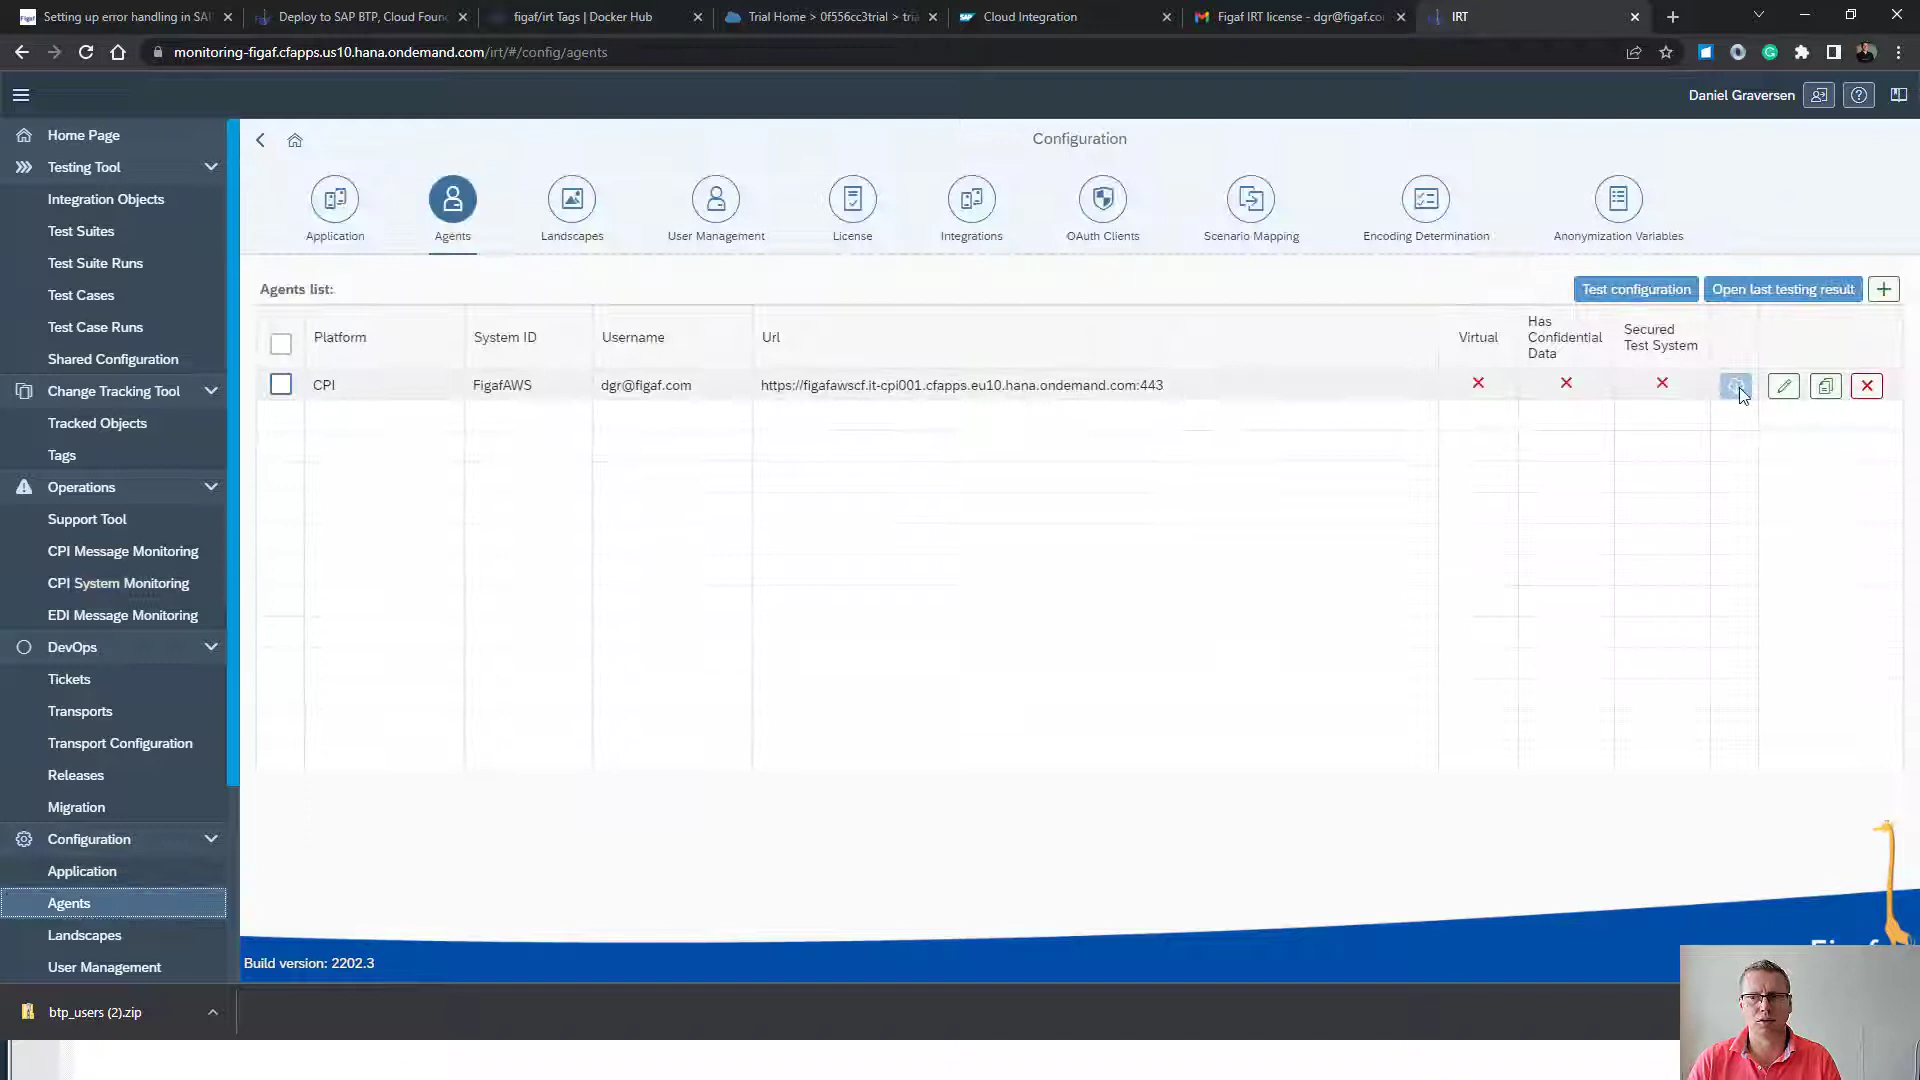 Setting up error handling in SA
Deploy to SAP BTP, Cloud Foun
figaf/irt Tags | Docker Hub
Trial Home > 0f556cc3trial > tria
Cloud Integration
Figaf IRT license - dgr@figaf.co
IRT
monitoring-figaf.cfapps.us10.hana.ondemand.com/irt/#/config/agents
Daniel Graversen
Home Page
Testing Tool
Integration Objects
Test Suites
Test Suite Runs
Test Cases
Test Case Runs
Shared Configuration
Change Tracking Tool
Tracked Objects
Tags
Operations
Support Tool
CPI Message Monitoring
CPI System Monitoring
EDI Message Monitoring
DevOps
Tickets
Transports
Transport Configuration
Releases
Migration
Configuration
Application
Agents
Landscapes
User Management
Configuration
Application
Agents
Landscapes
User Management
License
Integrations
OAuth Clients
Scenario Mapping
Encoding Determination
Anonymization Variables
Agents list:
Test configuration
Open last testing result
Platform
System ID
Username
Url
Virtual
Has
Confidential
Data
Secured
Test System
CPI
FigafAWS
dgr@figaf.com
https://figafawscf.it-cpi001.cfapps.eu10.hana.ondemand.com:443
Build version: 2202.3
btp_users (2).zip